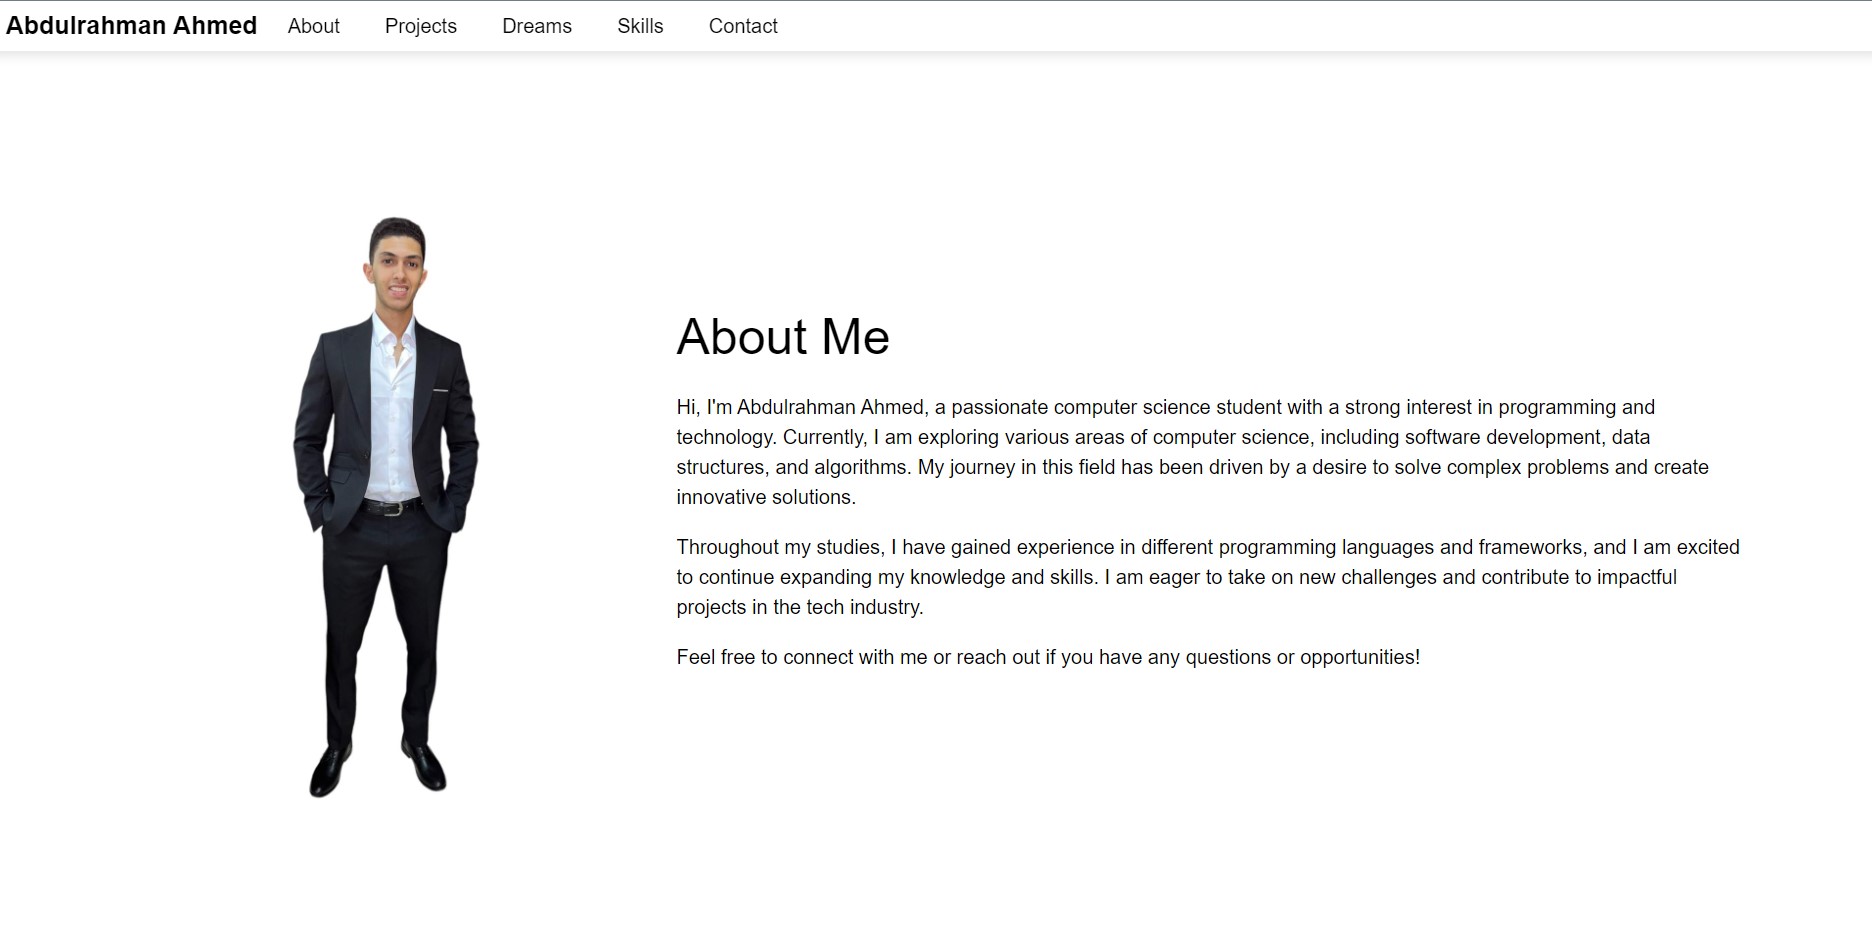 Abdulrahman Ahmed About Projects Dreams Skills Contact
About Me
Hi, I'm Abdulrahman Ahmed, a passionate computer science student with a strong interest in programming and
technology. Currently, I am exploring various areas of computer science, including software development, data
structures, and algorithms. My journey in this field has been driven by a desire to solve complex problems and create
innovative solutions.
Throughout my studies, I have gained experience in different programming languages and frameworks, and I am excited
to continue expanding my knowledge and skills. I am eager to take on new challenges and contribute to impactful
projects in the tech industry.
Feel free to connect with me or reach out if you have any questions or opportunities!